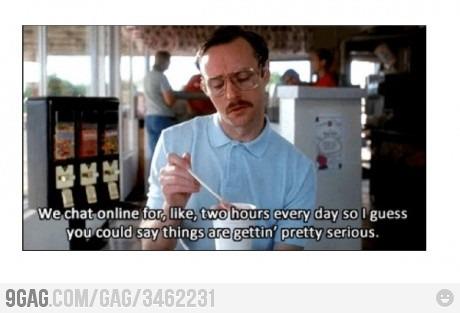 We chat online for, like, two hours every day so I guess
you could say things are gettin' pretty serious.
9GAG.COM/GAG/3462231